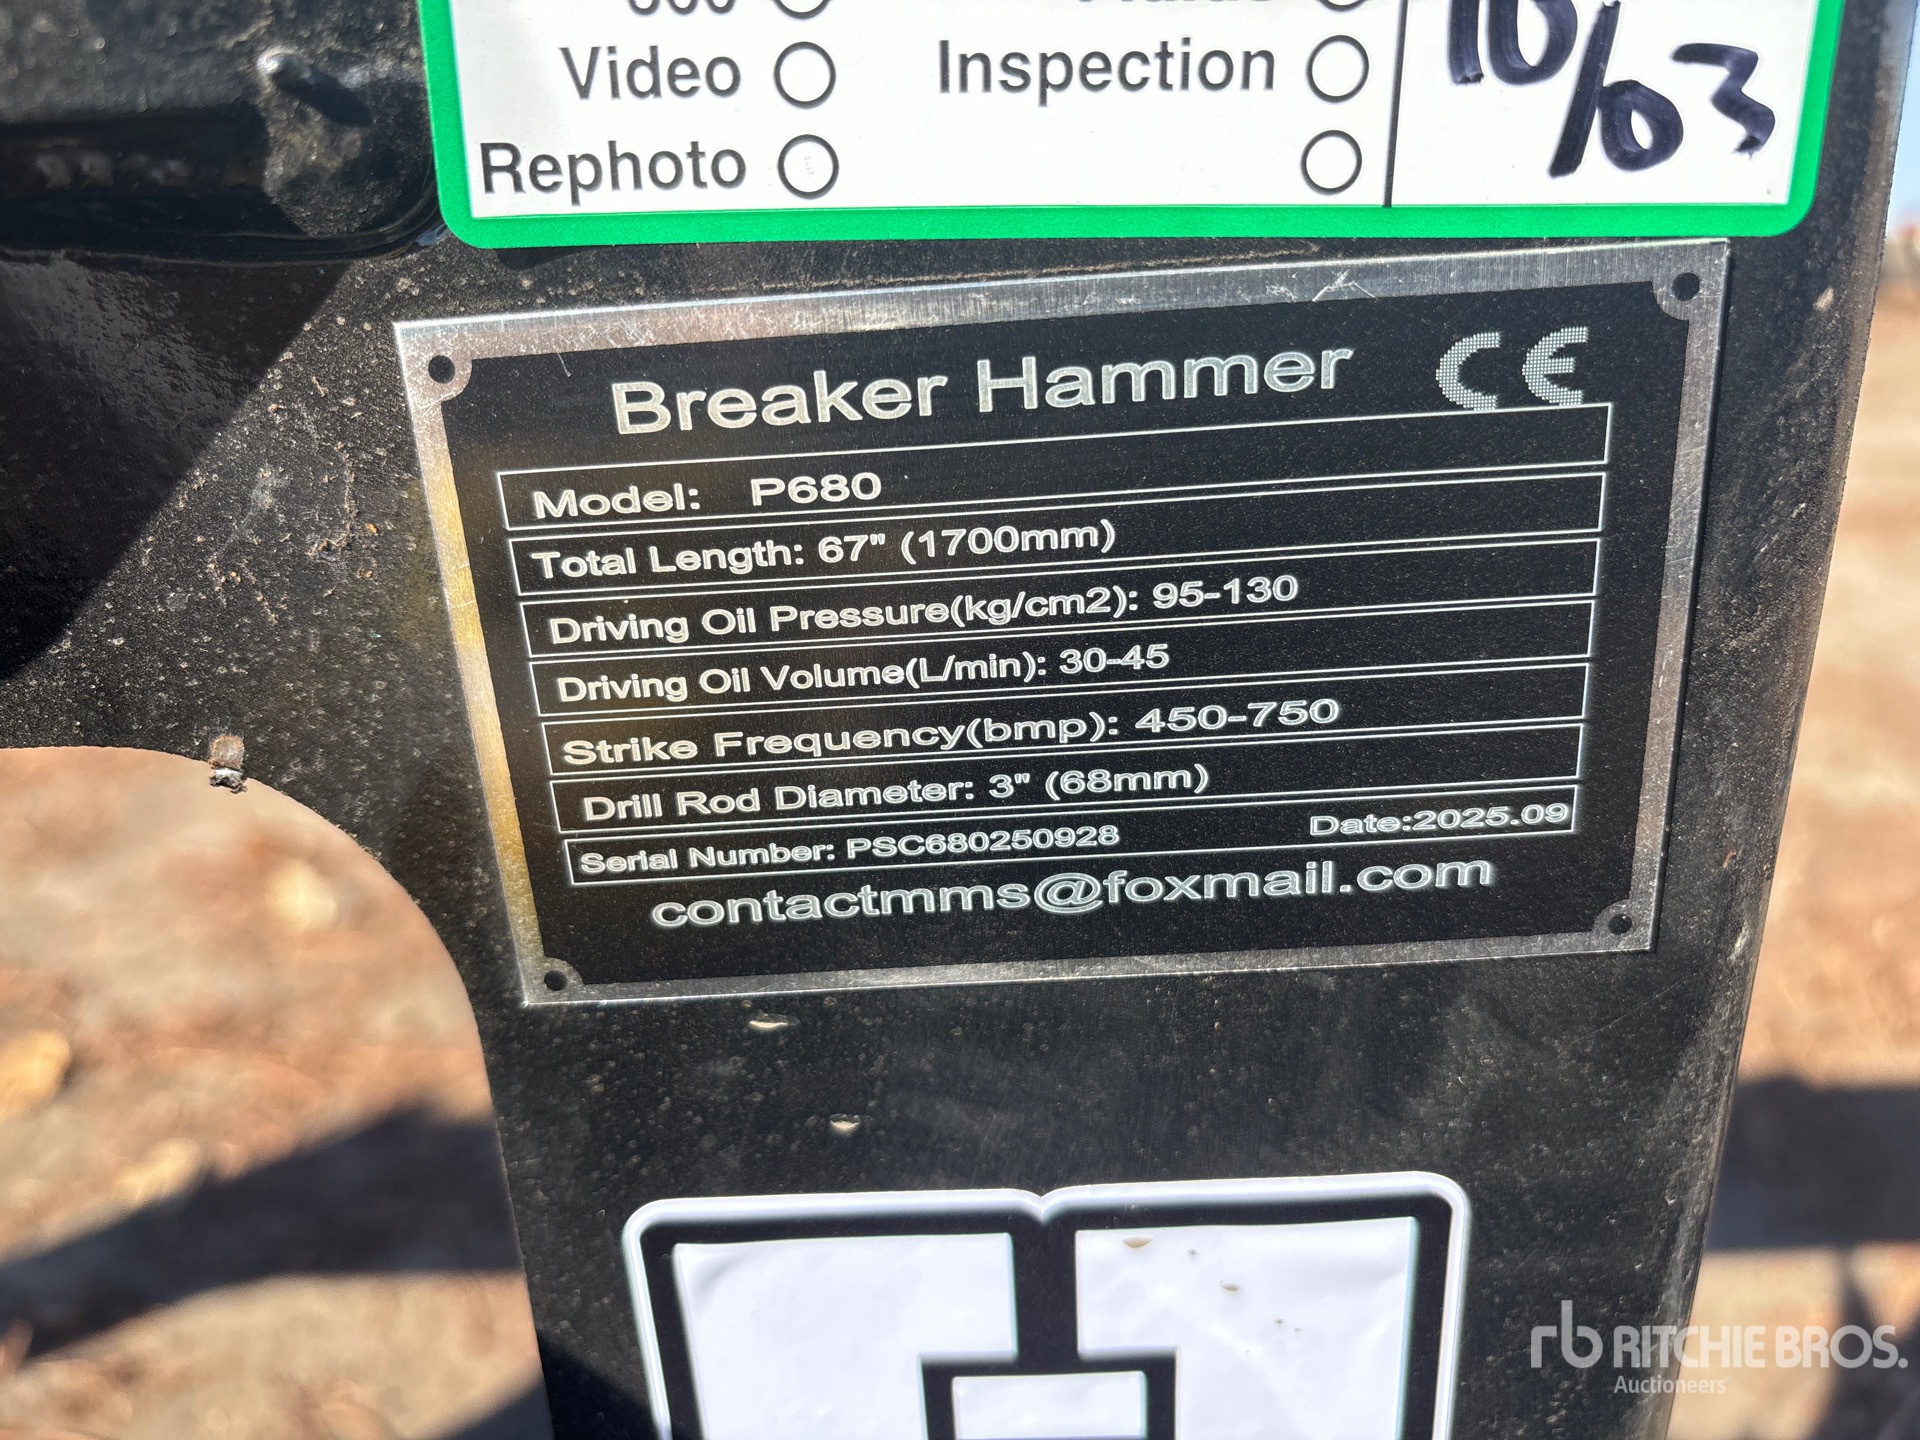 Video
Inspection
Rephoto
10/03
Breaker Hammer CE
Model: P680
Total Length: 67" (1700mm)
Driving Oil Pressure(kg/cm2): 95-130
Driving Oil Volume(L/min): 30-45
Strike Frequency(bmp): 450-750
Drill Rod Diameter: 3" (68mm)
Serial Number: PSC680250928 Date:2025.09
contactmms@foxmail.com
rb RITCHIE BROS.
Auctioneers